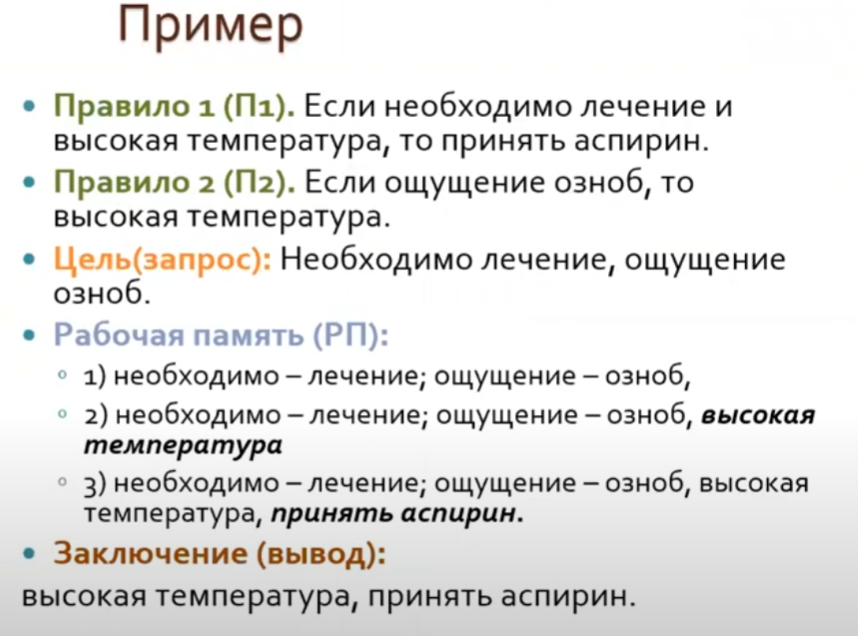 Пример
• Правило 1 (П1). Если необходимо лечение и
высокая температура, то принять аспирин.
• Правило 2 (П2). Если ощущение озноб, то
высокая температура.
• Цель(запрос): Необходимо лечение, ощущение
озноб.
• Рабочая память (РП):
◦ 1) необходимо – лечение; ощущение – озноб,
◦ 2) необходимо – лечение; ощущение – озноб, высокая
температура
◦ 3) необходимо – лечение; ощущение – озноб, высокая
температура, принять аспирин.
• Заключение (вывод):
высокая температура, принять аспирин.